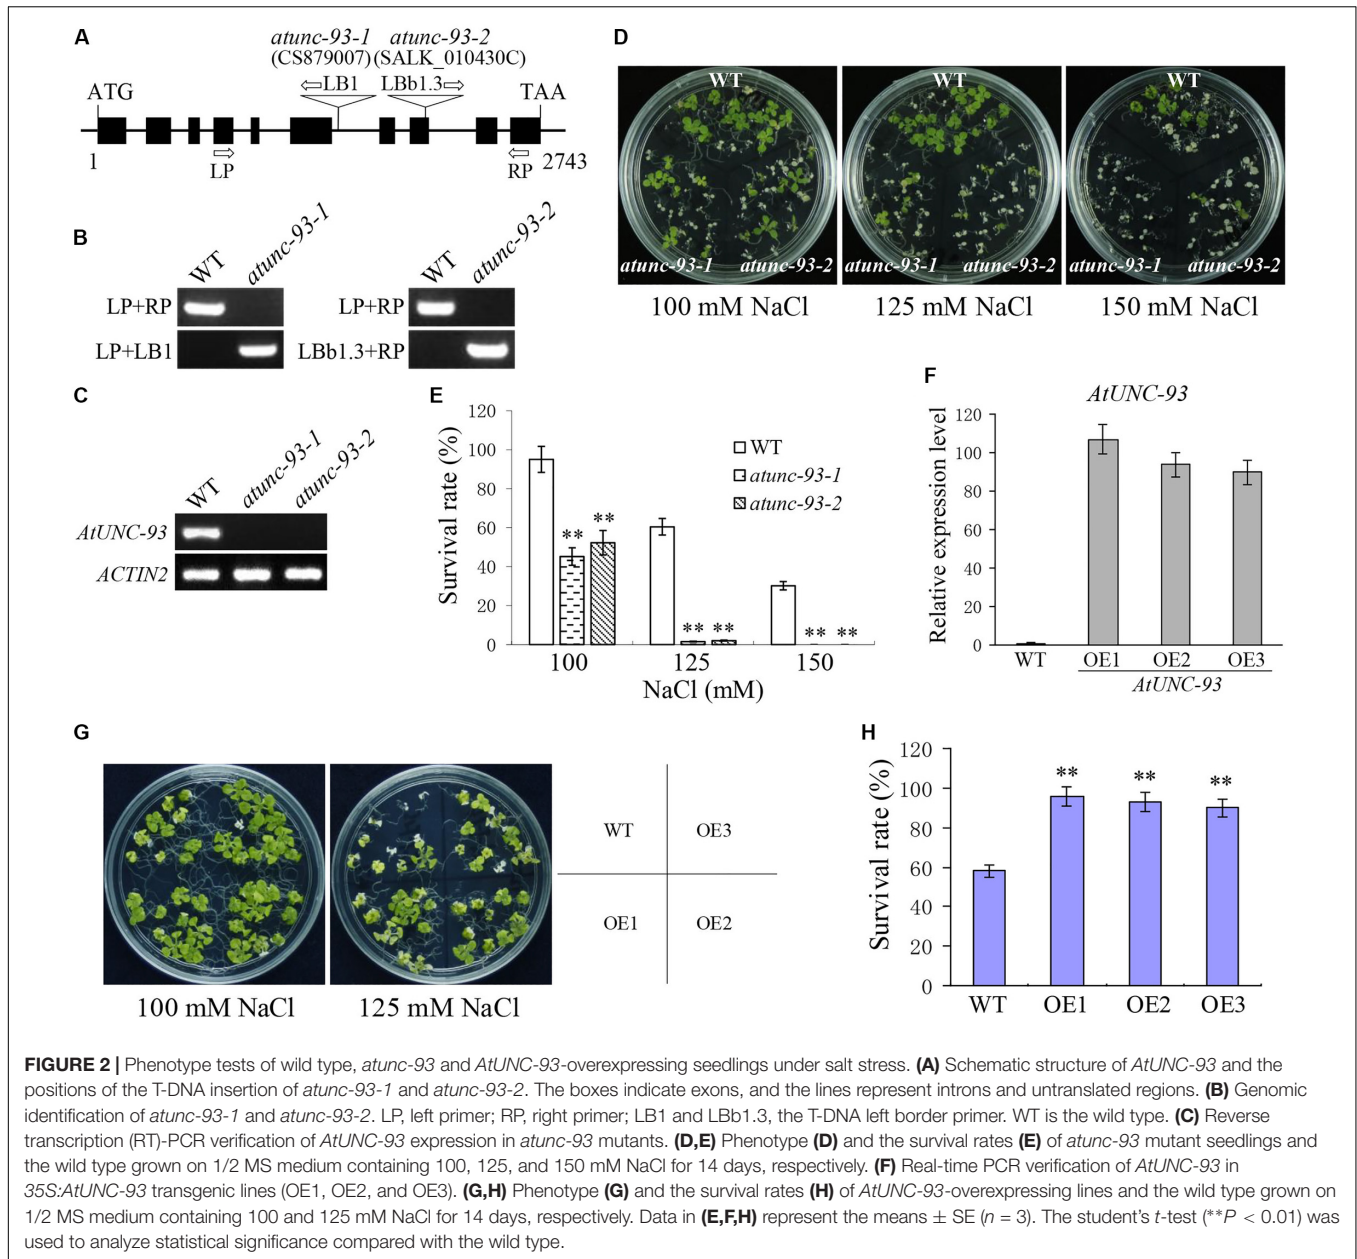 A
atunc-93-1 atunc-93-2
(CS879007) (SALK_010430C)
⇦LB1 LBb1.3⇨
ATG TAA
1 LP RP 2743
B
WT atunc-93-1 WT atunc-93-2
LP+RP LP+RP
LP+LB1 LBb1.3+RP
C
WT atunc-93-1 atunc-93-2
AtUNC-93
ACTIN2
D
WT WT WT
atunc-93-1 atunc-93-2 atunc-93-1 atunc-93-2 atunc-93-1 atunc-93-2
100 mM NaCl 125 mM NaCl 150 mM NaCl
E
Survival rate (%)
120
100
80
60
40
20
0
WT
atunc-93-1
atunc-93-2
** **
** **
** **
100 125 150
NaCl (mM)
F
AtUNC-93
Relative expression level
120
100
80
60
40
20
0
WT OE1 OE2 OE3
AtUNC-93
G
100 mM NaCl 125 mM NaCl
WT OE3
OE1 OE2
H
Survival rate (%)
120
100
80
60
40
20
0
** ** **
WT OE1 OE2 OE3
FIGURE 2 | Phenotype tests of wild type, atunc-93 and AtUNC-93-overexpressing seedlings under salt stress. (A) Schematic structure of AtUNC-93 and the
positions of the T-DNA insertion of atunc-93-1 and atunc-93-2. The boxes indicate exons, and the lines represent introns and untranslated regions. (B) Genomic
identification of atunc-93-1 and atunc-93-2. LP, left primer; RP, right primer; LB1 and LBb1.3, the T-DNA left border primer. WT is the wild type. (C) Reverse
transcription (RT)-PCR verification of AtUNC-93 expression in atunc-93 mutants. (D,E) Phenotype (D) and the survival rates (E) of atunc-93 mutant seedlings and
the wild type grown on 1/2 MS medium containing 100, 125, and 150 mM NaCl for 14 days, respectively. (F) Real-time PCR verification of AtUNC-93 in
35S:AtUNC-93 transgenic lines (OE1, OE2, and OE3). (G,H) Phenotype (G) and the survival rates (H) of AtUNC-93-overexpressing lines and the wild type grown on
1/2 MS medium containing 100 and 125 mM NaCl for 14 days, respectively. Data in (E,F,H) represent the means ± SE (n = 3). The student's t-test (**P < 0.01) was
used to analyze statistical significance compared with the wild type.